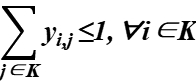 ∑_{j∈K} y_{i,j} ≤ 1, ∀i ∈ K